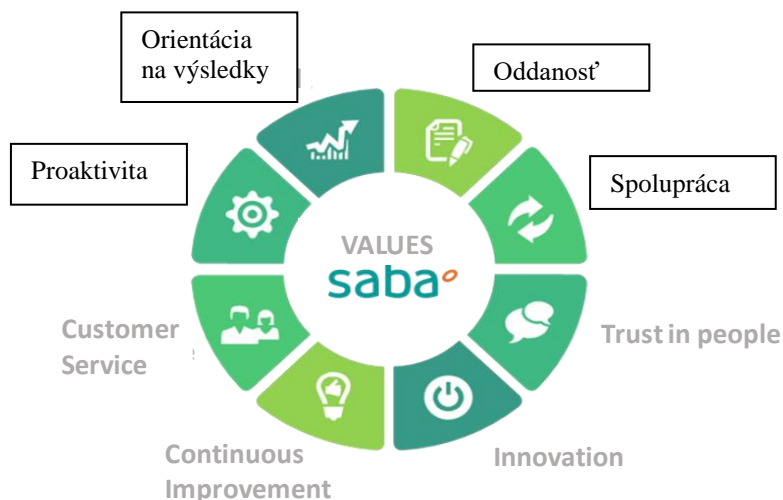 Orientácia
na výsledky
Oddanosť
Proaktivita
Spolupráca
VALUES
saba
Customer
Service
Trust in people
Continuous
Improvement
Innovation